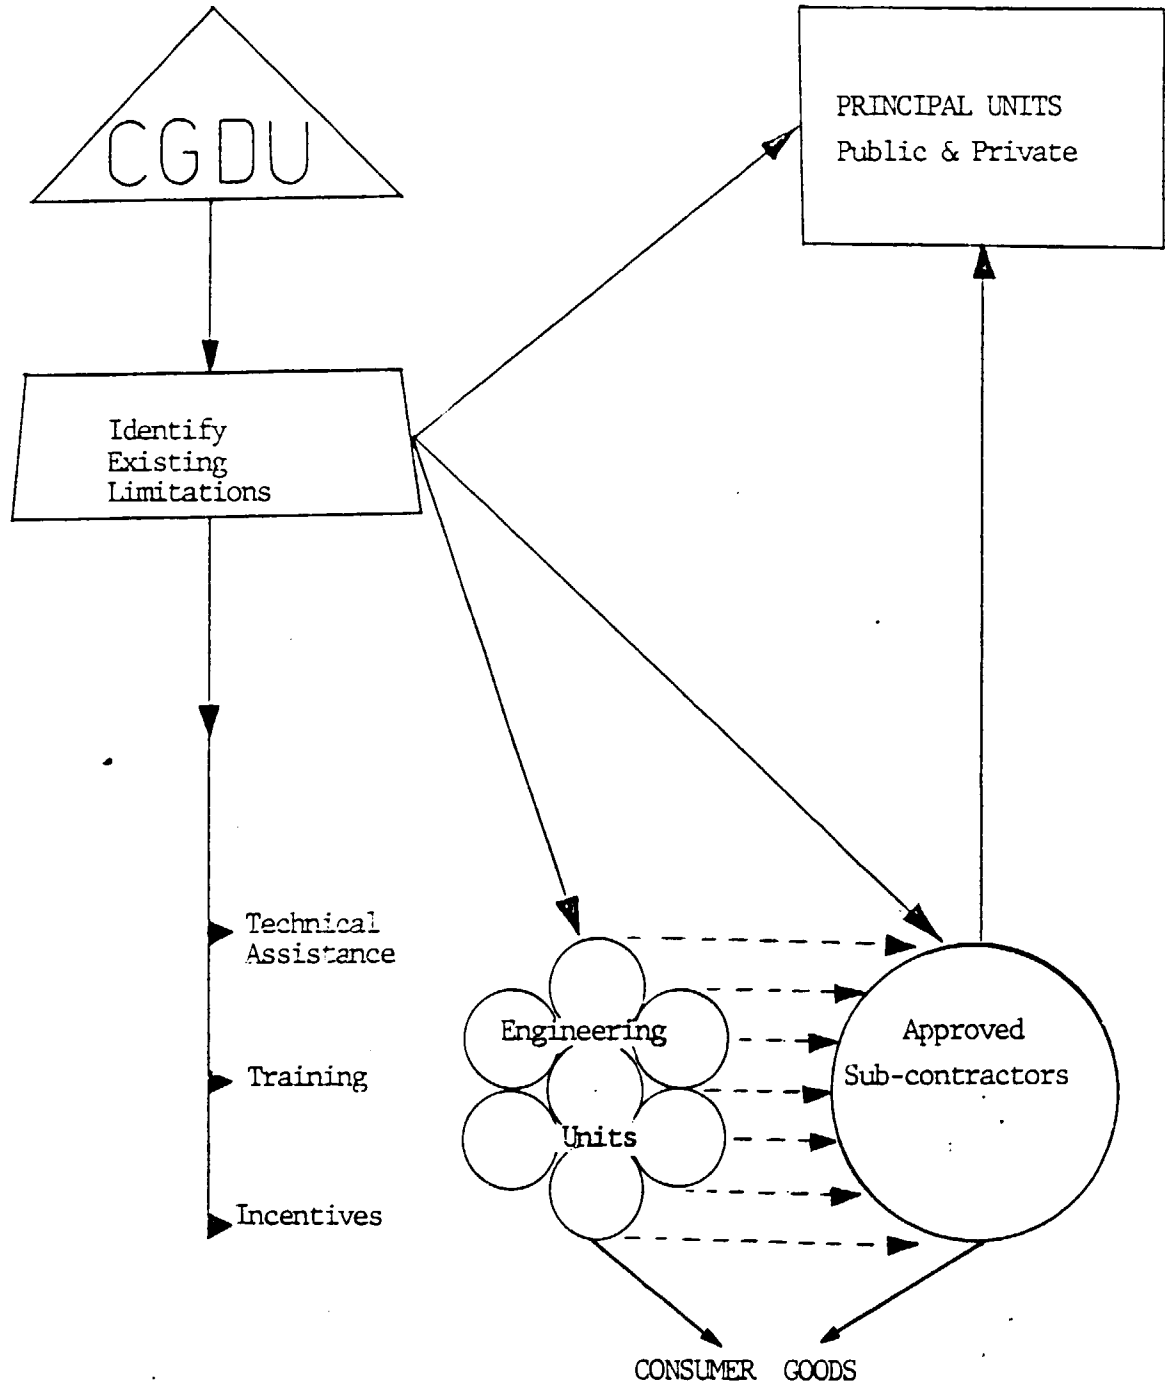 CGDU
PRINCIPAL UNITS
Public & Private
Identify
Existing
Limitations
Technical
Assistance
Training
Incentives
Engineering
Units
Approved
Sub-contractors
CONSUMER GOODS